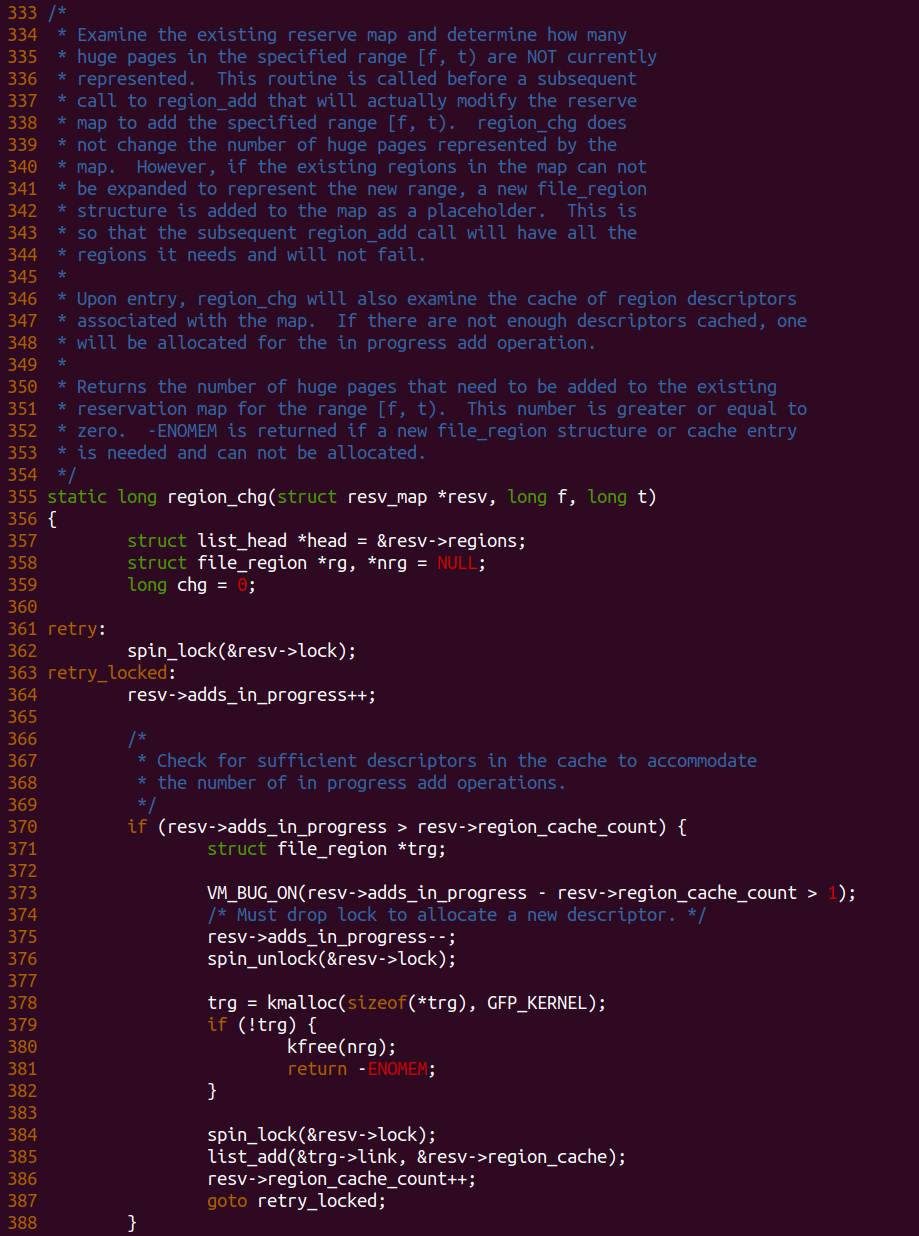 333 /*
334  * Examine the existing reserve map and determine how many
335  * huge pages in the specified range [f, t) are NOT currently
336  * represented.  This routine is called before a subsequent
337  * call to region_add that will actually modify the reserve
338  * map to add the specified range [f, t).  region_chg does
339  * not change the number of huge pages represented by the
340  * map.  However, if the existing regions in the map can not
341  * be expanded to represent the new range, a new file_region
342  * structure is added to the map as a placeholder.  This is
343  * so that the subsequent region_add call will have all the
344  * regions it needs and will not fail.
345  *
346  * Upon entry, region_chg will also examine the cache of region descriptors
347  * associated with the map.  If there are not enough descriptors cached, one
348  * will be allocated for the in progress add operation.
349  *
350  * Returns the number of huge pages that need to be added to the existing
351  * reservation map for the range [f, t).  This number is greater or equal to
352  * zero.  -ENOMEM is returned if a new file_region structure or cache entry
353  * is needed and can not be allocated.
354  */
355 static long region_chg(struct resv_map *resv, long f, long t)
356 {
357         struct list_head *head = &resv->regions;
358         struct file_region *rg, *nrg = NULL;
359         long chg = 0;
360
361 retry:
362         spin_lock(&resv->lock);
363 retry_locked:
364         resv->adds_in_progress++;
365
366         /*
367          * Check for sufficient descriptors in the cache to accommodate
368          * the number of in progress add operations.
369          */
370         if (resv->adds_in_progress > resv->region_cache_count) {
371                 struct file_region *trg;
372
373                 VM_BUG_ON(resv->adds_in_progress - resv->region_cache_count > 1);
374                 /* Must drop lock to allocate a new descriptor. */
375                 resv->adds_in_progress--;
376                 spin_unlock(&resv->lock);
377
378                 trg = kmalloc(sizeof(*trg), GFP_KERNEL);
379                 if (!trg) {
380                         kfree(nrg);
381                         return -ENOMEM;
382                 }
383
384                 spin_lock(&resv->lock);
385                 list_add(&trg->link, &resv->region_cache);
386                 resv->region_cache_count++;
387                 goto retry_locked;
388         }